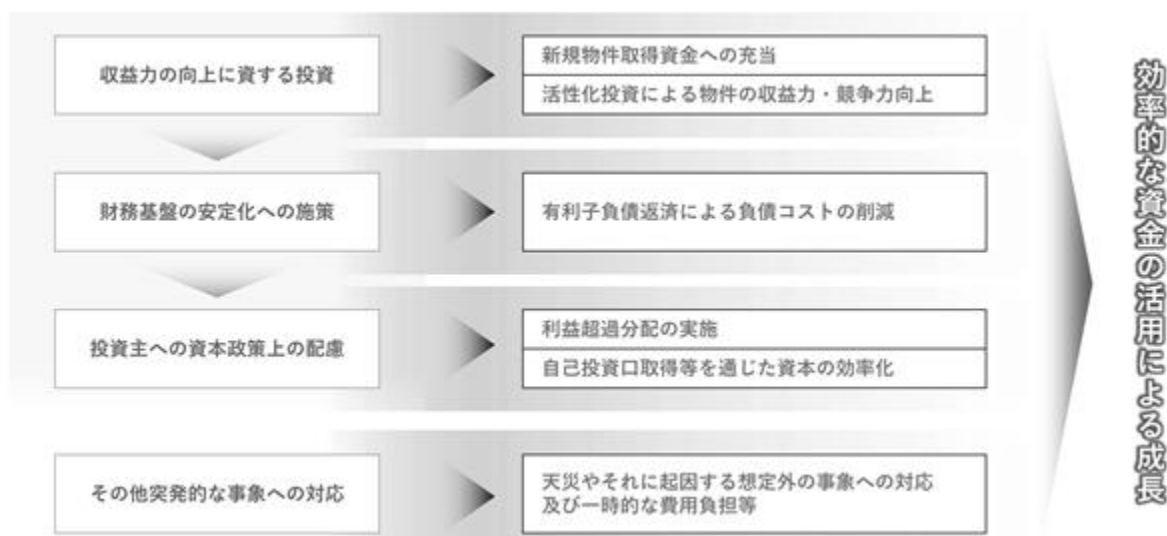 収益力の向上に資する投資
新規物件取得資金への充当
活性化投資による物件の収益力・競争力向上
財務基盤の安定化への施策
有利子負債返済による負債コストの削減
投資主への資本政策上の配慮
利益超過分配の実施
自己投資口取得等を通じた資本の効率化
その他突発的な事象への対応
天災やそれに起因する想定外の事象への対応
及び一時的な費用負担等
効率的な資金の活用による成長